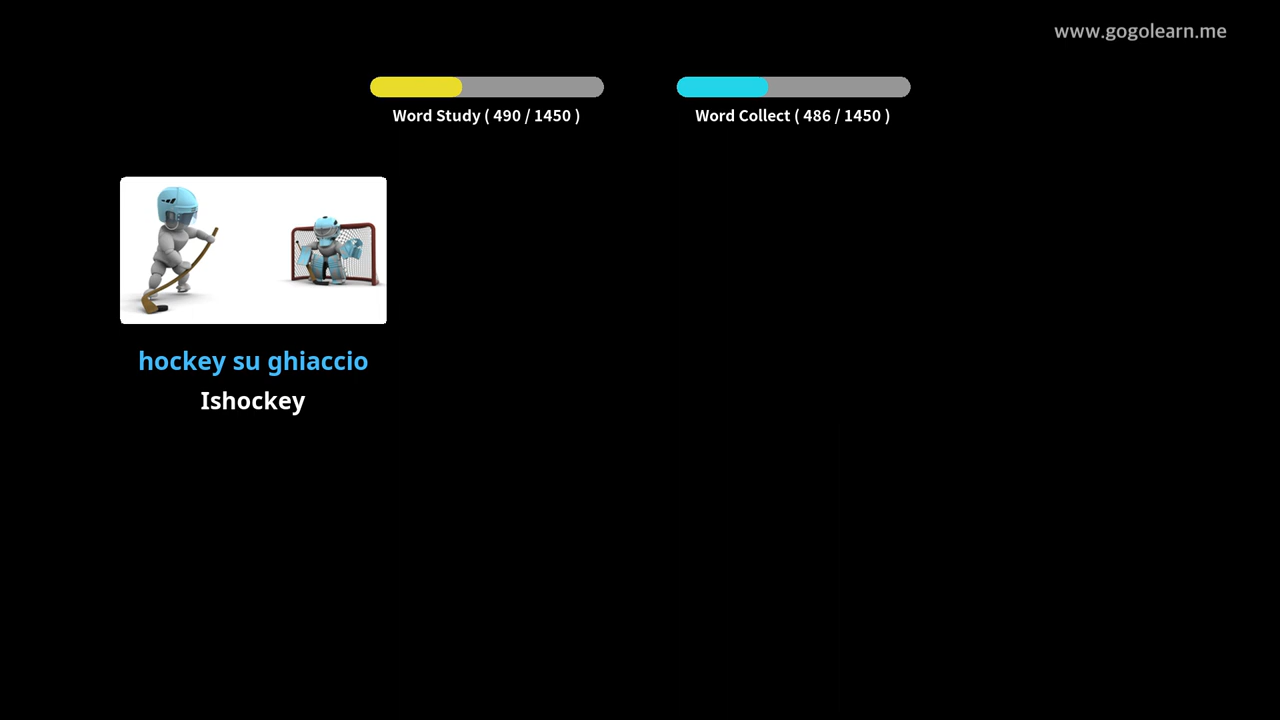 www.gogolearn.me
Word Study ( 490 / 1450 )
Word Collect ( 486 / 1450 )
hockey su ghiaccio
Ishockey